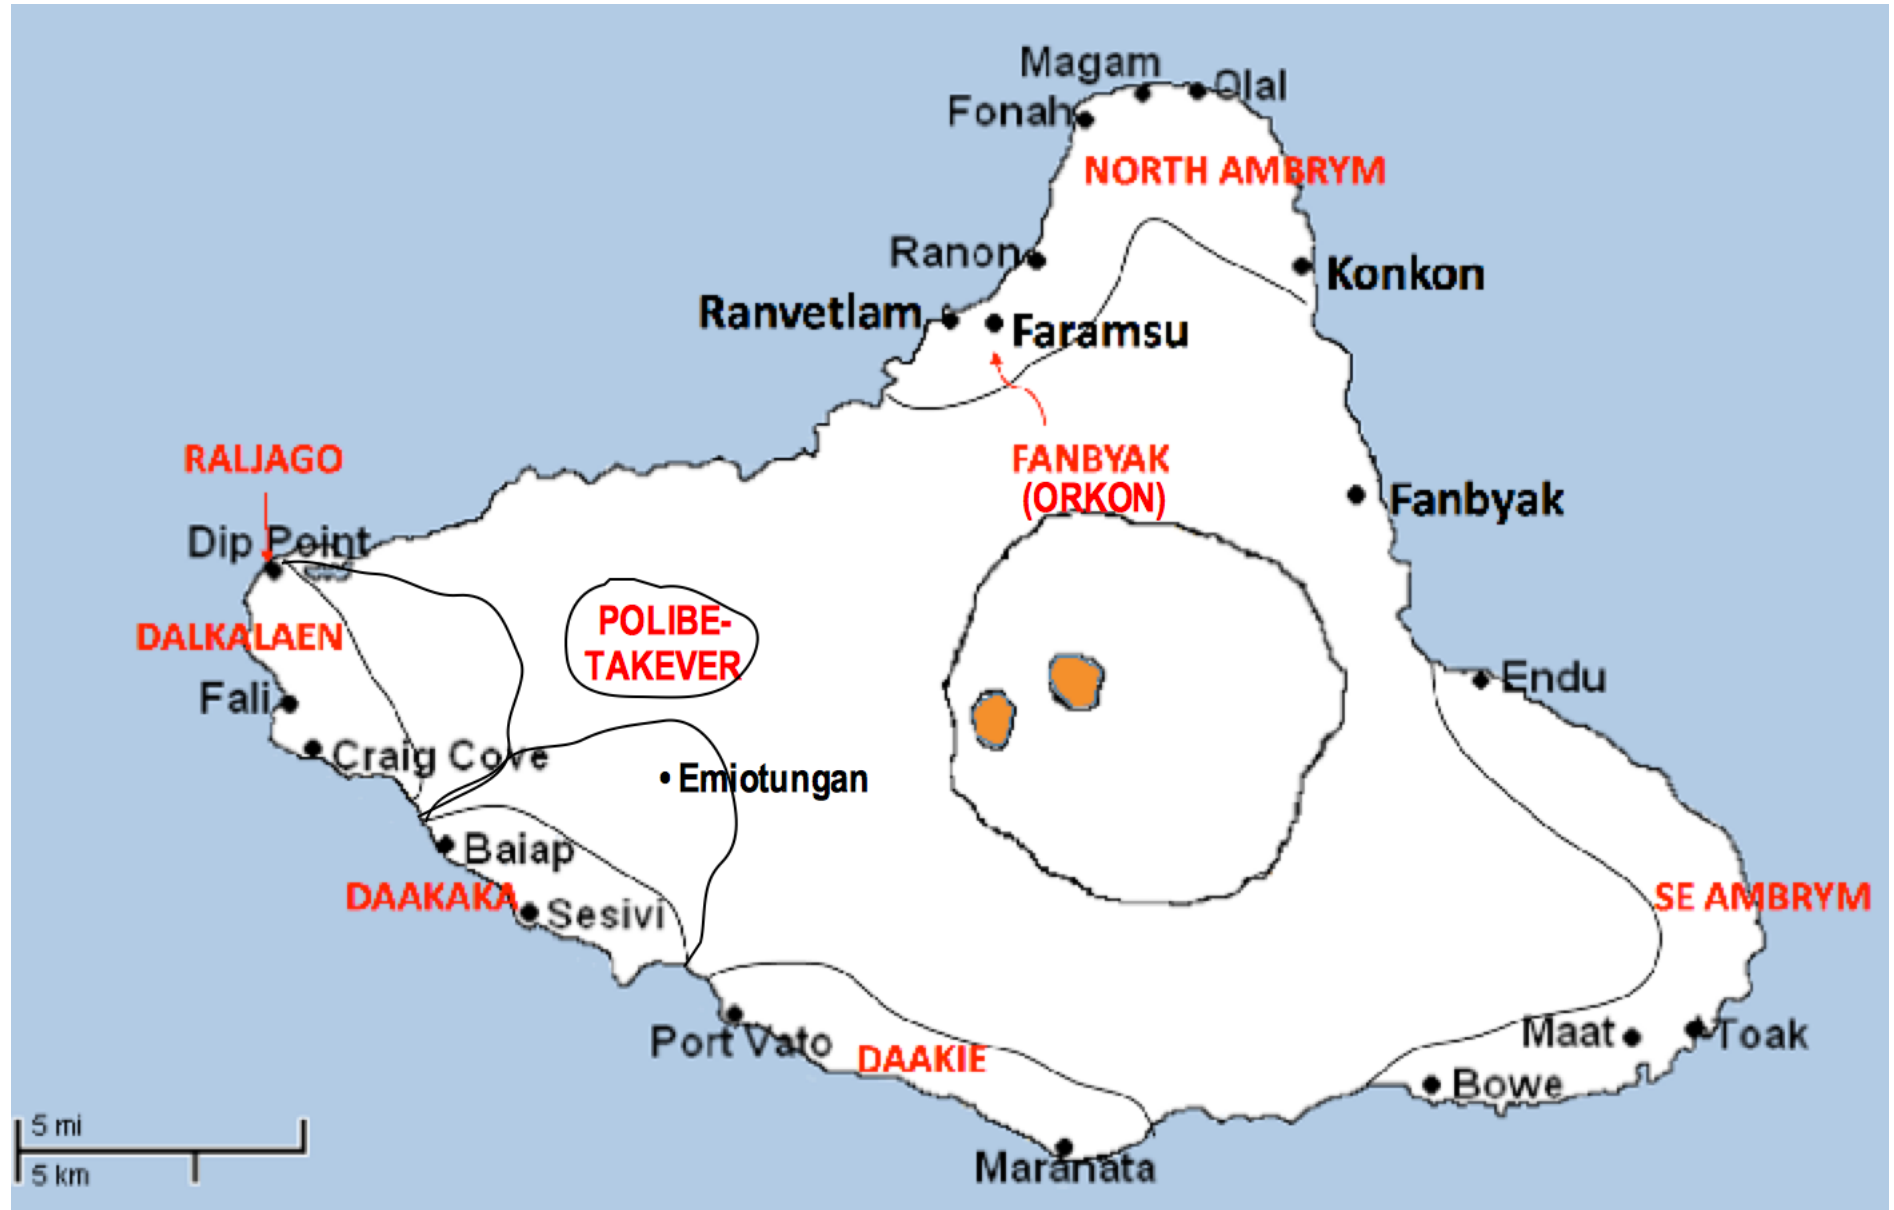 Magam
Olal
Fonah
NORTH AMBRYM
Ranon
Konkon
Ranvetlam
Faramsu
RALJAGO
FANBYAK
(ORKON)
Fanbyak
Dip Point
POLIBE-
TAKEVER
DALKALAEN
Endu
Fali
Craig Cove
Emiotungan
Baiap
DAAKAKA
Sesivi
SE AMBRYM
Port Vato
DAAKIE
Maat
Toak
Bowe
5 mi
5 km
Maranata